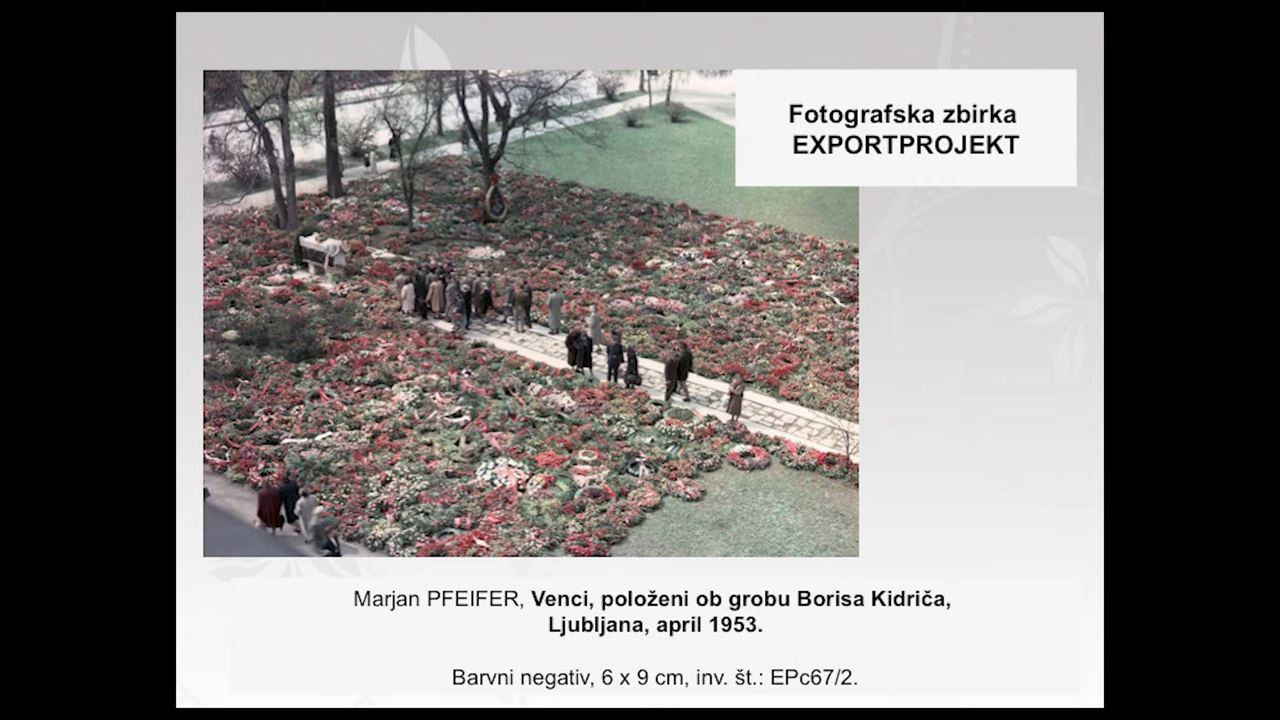 Fotografska zbirka
EXPORTPROJEKT
Marjan PFEIFER, Venci, položeni ob grobu Borisa Kidriča,
Ljubljana, april 1953.
Barvni negativ, 6 x 9 cm, inv. št.: EPc67/2.